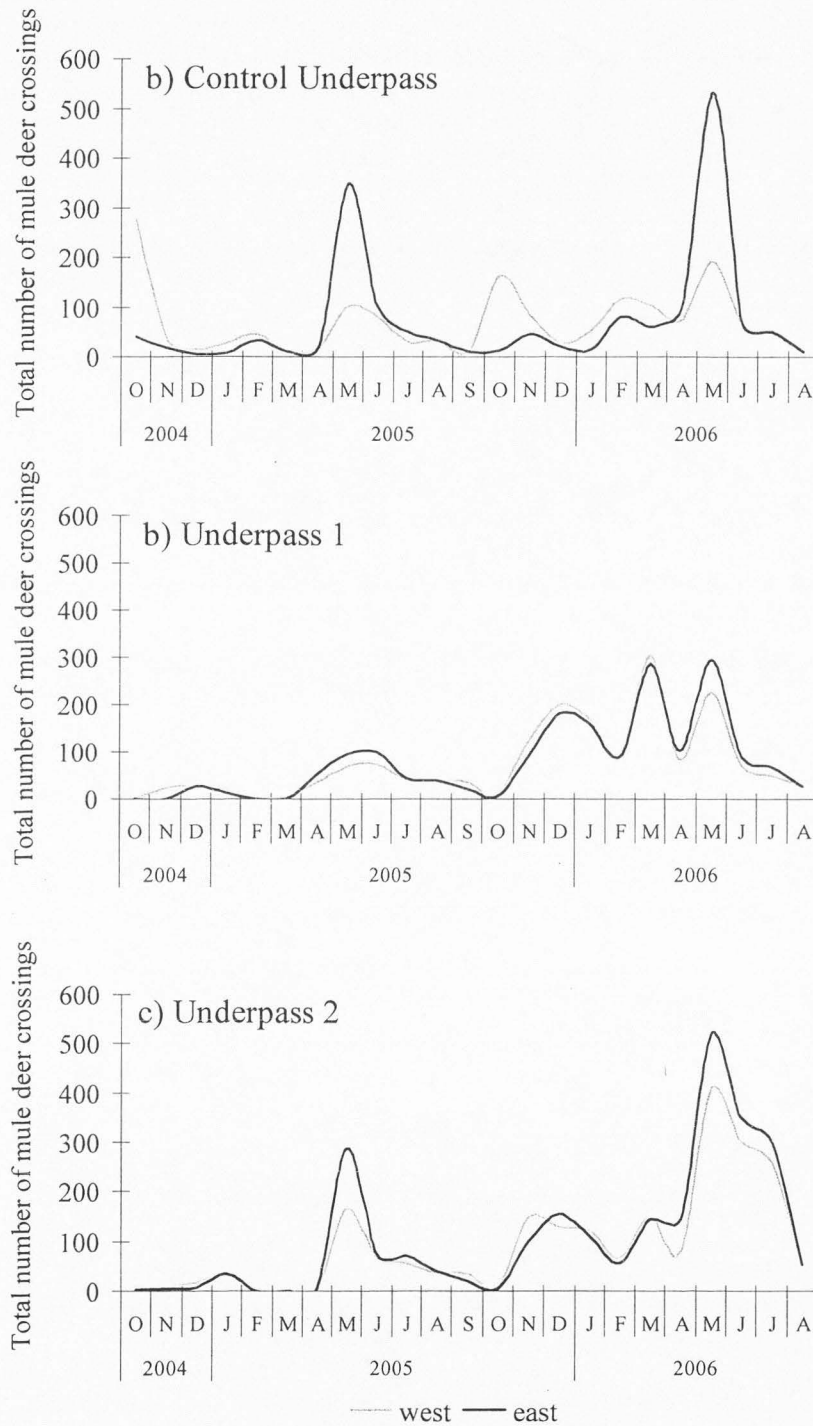 Total number of mule deer crossings
b) Control Underpass
600
500
400
300
200
100
0
O N D J F M A M J J A S O N D J F M A M J J A
2004 2005 2006
Total number of mule deer crossings
b) Underpass 1
600
500
400
300
200
100
0
O N D J F M A M J J A S O N D J F M A M J J A
2004 2005 2006
Total number of mule deer crossings
c) Underpass 2
600
500
400
300
200
100
0
O N D J F M A M J J A S O N D J F M A M J J A
2004 2005 2006
west east